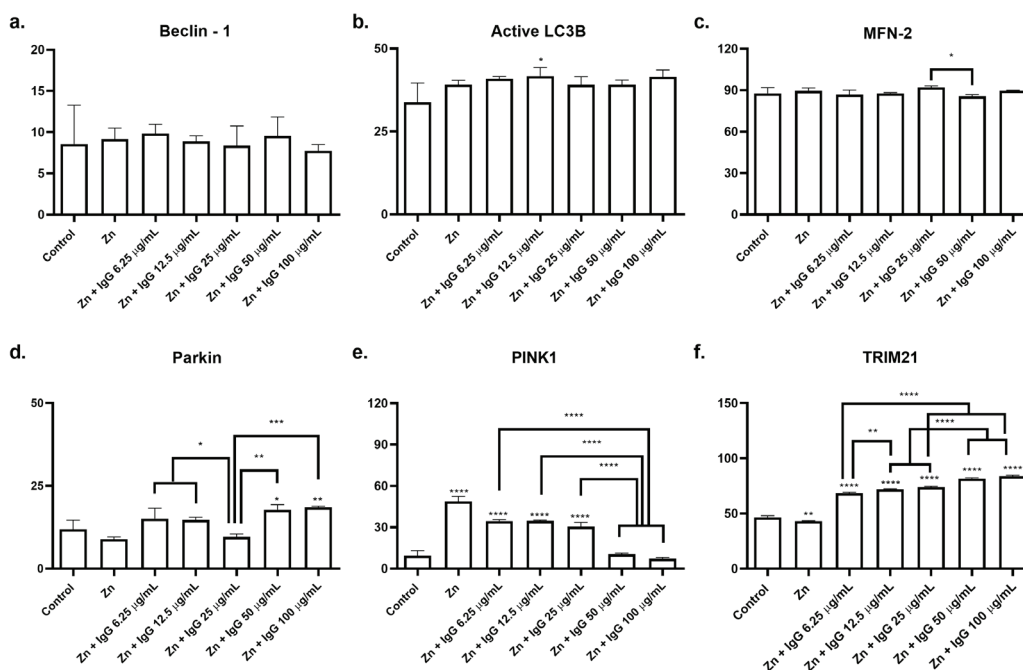 a.
Beclin - 1
20
15
10
5
0
Control
Zn
Zn + IgG 6.25 µg/mL
Zn + IgG 12.5 µg/mL
Zn + IgG 25 µg/mL
Zn + IgG 50 µg/mL
Zn + IgG 100 µg/mL
b.
Active LC3B
50
25
0
*
Control
Zn
Zn + IgG 6.25 µg/mL
Zn + IgG 12.5 µg/mL
Zn + IgG 25 µg/mL
Zn + IgG 50 µg/mL
Zn + IgG 100 µg/mL
c.
MFN-2
120
90
60
30
0
*
Control
Zn
Zn + IgG 6.25 µg/mL
Zn + IgG 12.5 µg/mL
Zn + IgG 25 µg/mL
Zn + IgG 50 µg/mL
Zn + IgG 100 µg/mL
d.
Parkin
50
25
0
***
*
**
*
**
Control
Zn
Zn + IgG 6.25 µg/mL
Zn + IgG 12.5 µg/mL
Zn + IgG 25 µg/mL
Zn + IgG 50 µg/mL
Zn + IgG 100 µg/mL
e.
PINK1
120
90
60
30
0
****
****
****
****
****
****
****
Control
Zn
Zn + IgG 6.25 µg/mL
Zn + IgG 12.5 µg/mL
Zn + IgG 25 µg/mL
Zn + IgG 50 µg/mL
Zn + IgG 100 µg/mL
f.
TRIM21
150
100
50
0
****
**
****
**
****
****
****
****
****
Control
Zn
Zn + IgG 6.25 µg/mL
Zn + IgG 12.5 µg/mL
Zn + IgG 25 µg/mL
Zn + IgG 50 µg/mL
Zn + IgG 100 µg/mL